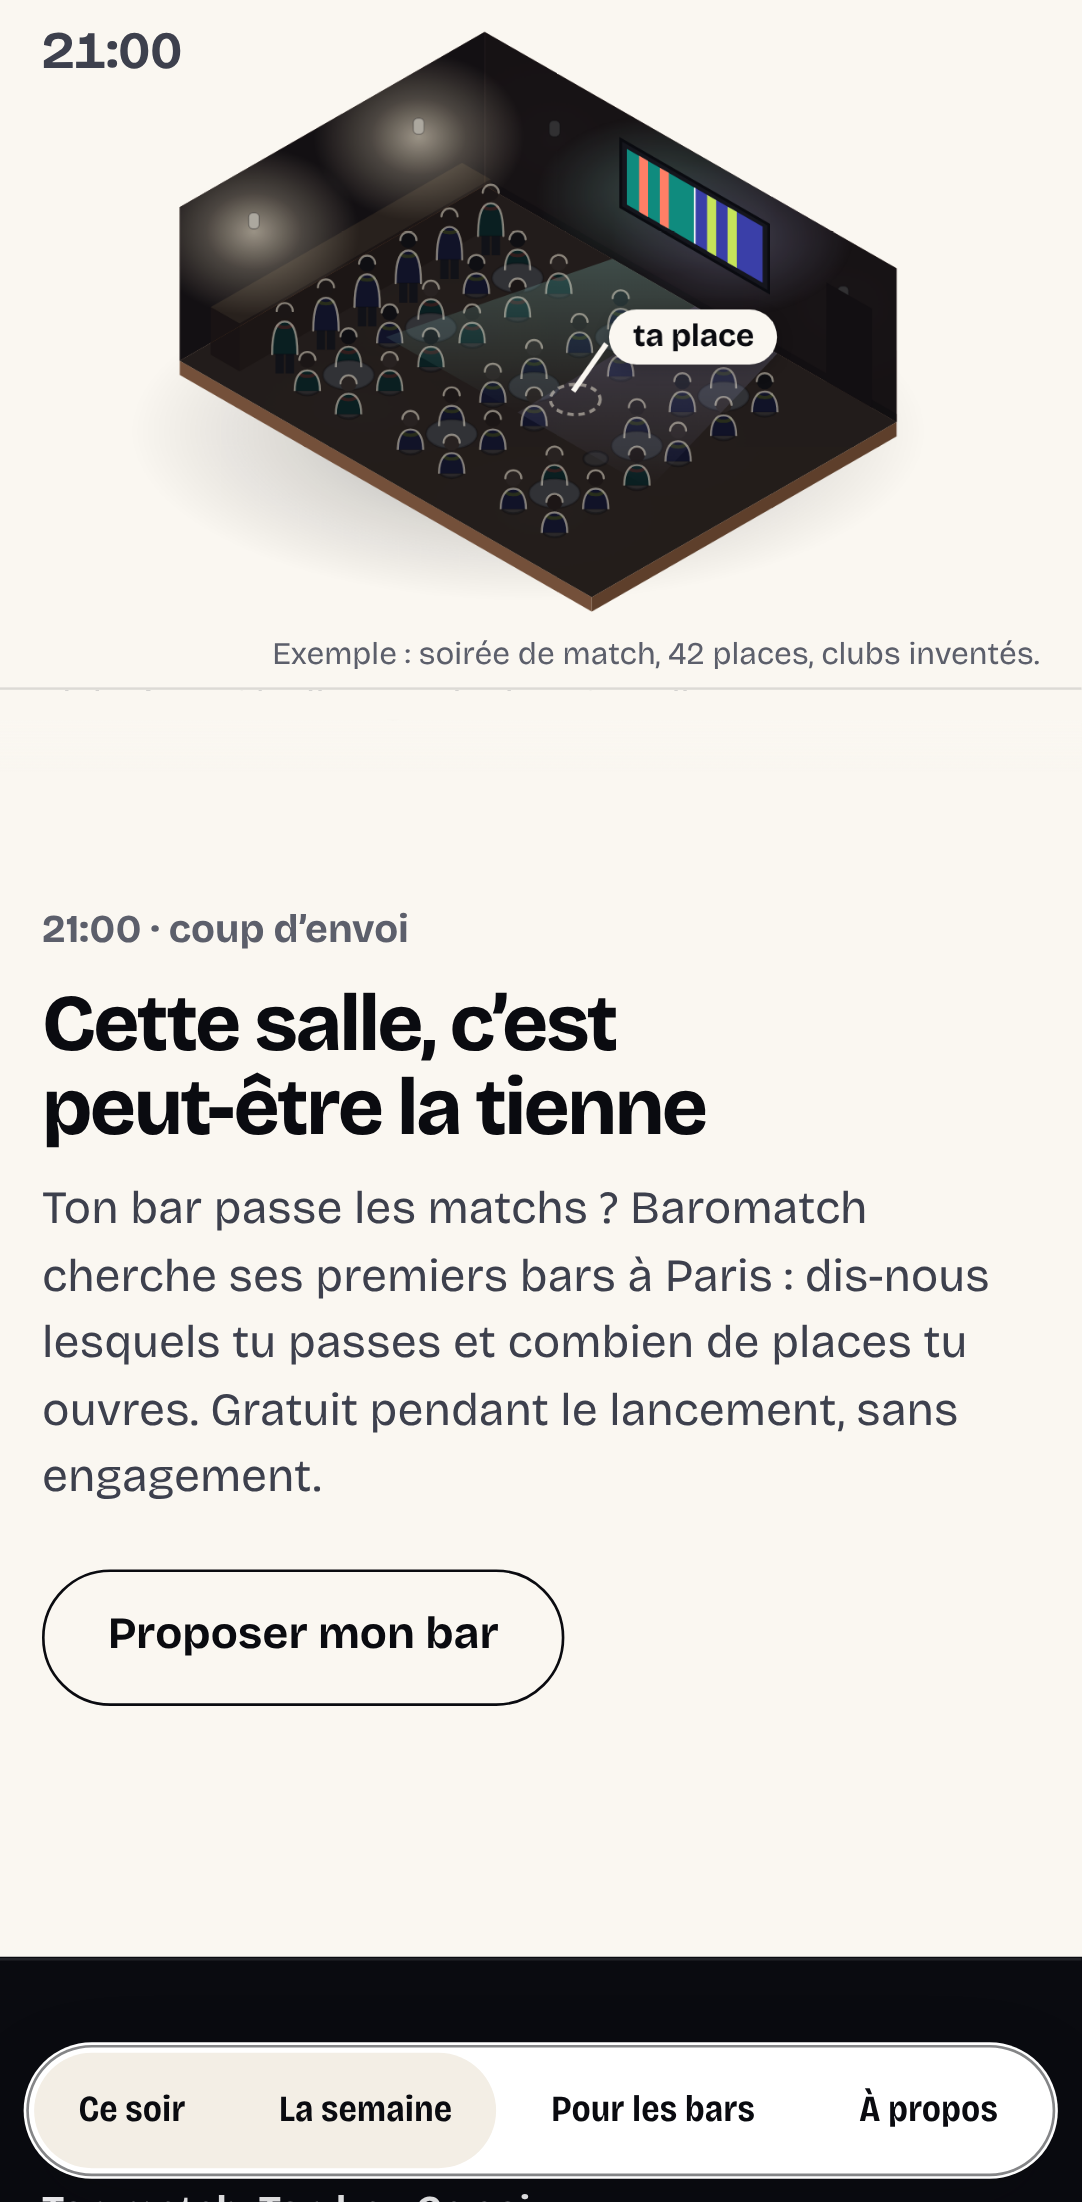 21:00
ta place
Exemple : soirée de match, 42 places, clubs inventés.
21:00 · coup d’envoi
Cette salle, c’est
peut-être la tienne
Ton bar passe les matchs ? Baromatch
cherche ses premiers bars à Paris : dis-nous
lesquels tu passes et combien de places tu
ouvres. Gratuit pendant le lancement, sans
engagement.
Proposer mon bar
Ce soir
La semaine
Pour les bars
À propos